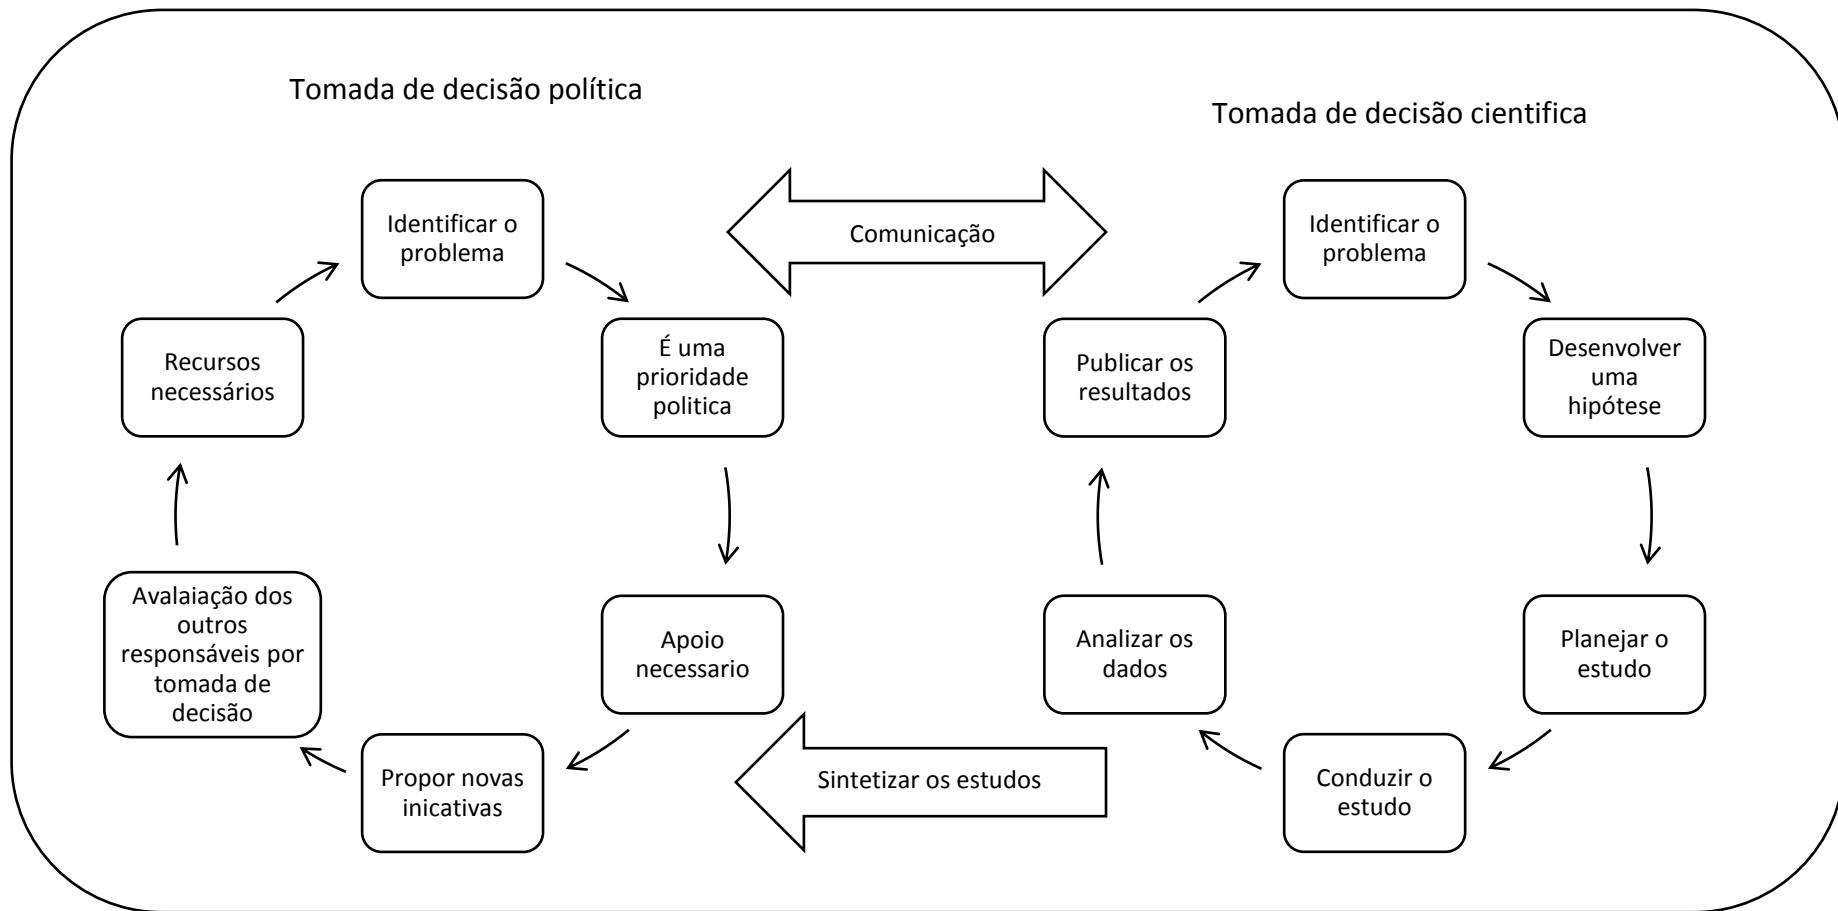 Tomada de decisão política
Tomada de decisão cientifica
Identificar o
problema
É uma
prioridade
politica
Apoio
necessario
Propor novas
inicativas
Avalaiação dos
outros
responsáveis por
tomada de
decisão
Recursos
necessários
Comunicação
Sintetizar os estudos
Identificar o
problema
Desenvolver
uma
hipótese
Planejar o
estudo
Conduzir o
estudo
Analizar os
dados
Publicar os
resultados